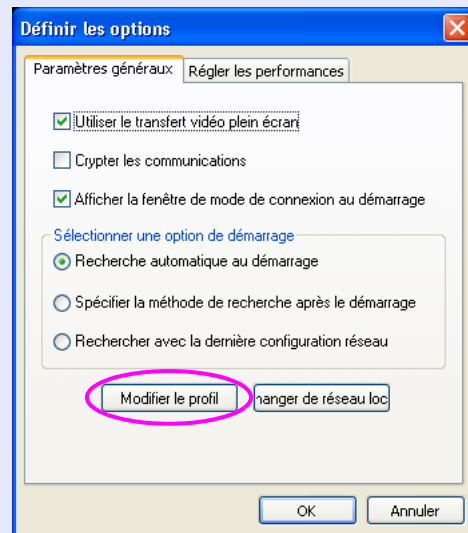 Définir les options
Paramètres généraux Régler les performances
Utiliser le transfert vidéo plein écran
Crypter les communications
Afficher la fenêtre de mode de connexion au démarrage
Sélectionner une option de démarrage
Recherche automatique au démarrage
Spécifier la méthode de recherche après le démarrage
Rechercher avec la dernière configuration réseau
Modifier le profil hanger de réseau loc
OK Annuler